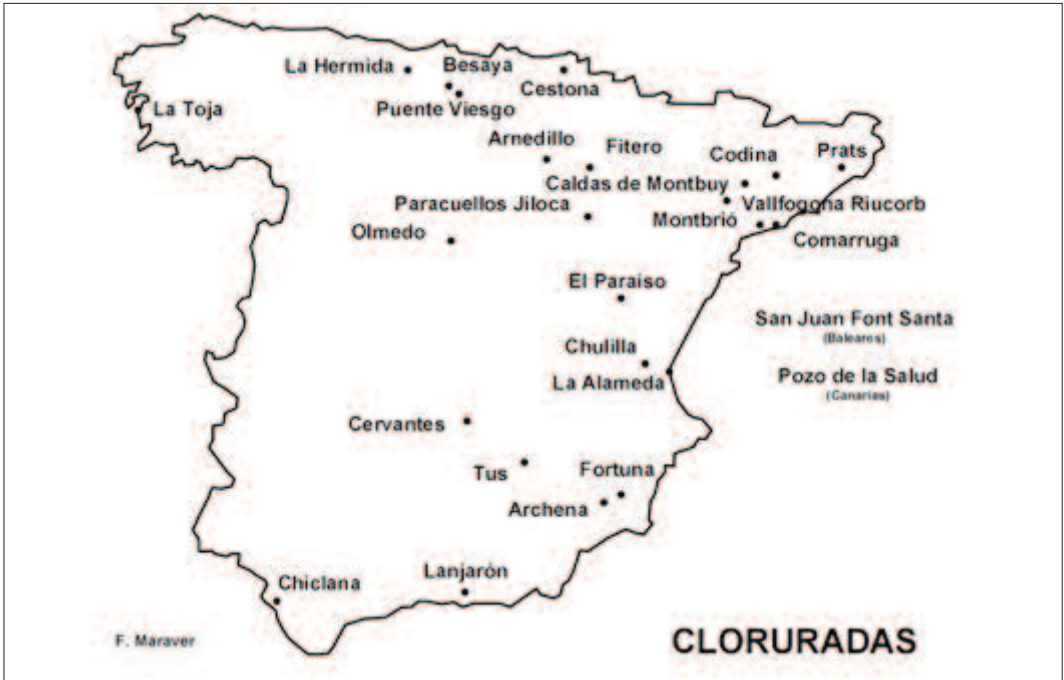 La Hermida
Besaya
Cestona
La Toja
Puente Viesgo
Arnedillo
Fitero
Codina
Prats
Caldas de Montbuy
Paracuellos Jiloca
Vallfogona Riucorb
Montbrió
Olmedo
Comarruga
El Paraiso
San Juan Font Santa
(Baleares)
Chulilla
La Alameda
Pozo de la Salud
(Canarias)
Cervantes
Tus
Fortuna
Archena
Chiclana
Lanjarón
F. Maraver
CLORURADAS